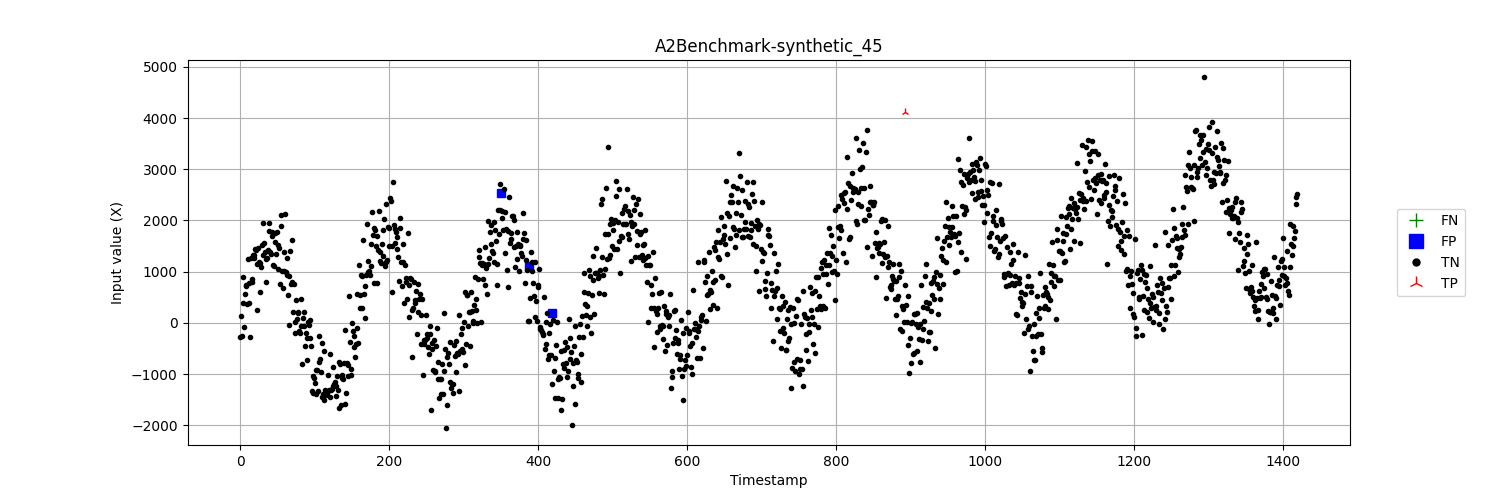 A2Benchmark-synthetic_45
5000
4000
3000
2000
1000
0
−1000
−2000
Input value (X)
0 200 400 600 800 1000 1200 1400
Timestamp
FN
FP
TN
TP